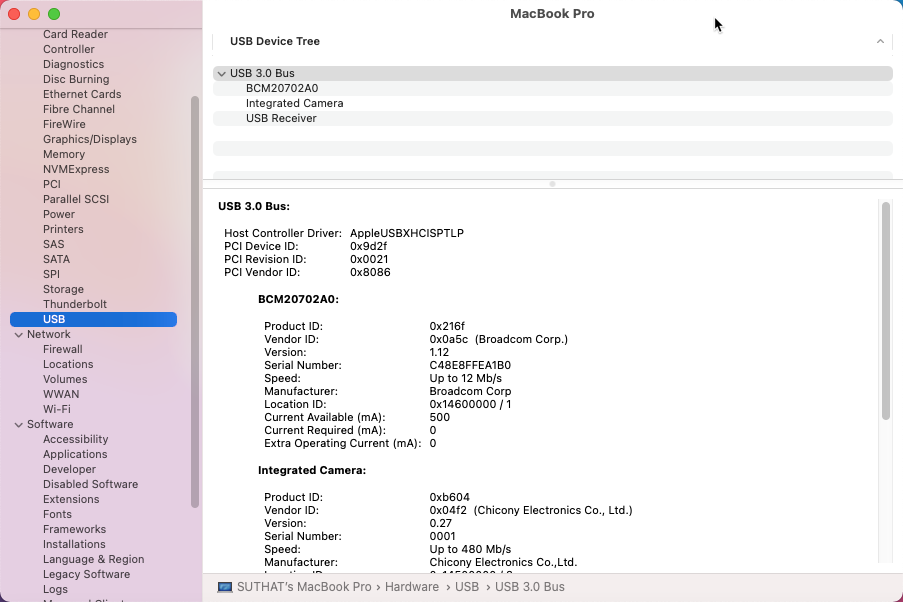 MacBook Pro
Card Reader
Controller
Diagnostics
Disc Burning
Ethernet Cards
Fibre Channel
FireWire
Graphics/Displays
Memory
NVMExpress
PCI
Parallel SCSI
Power
Printers
SAS
SATA
SPI
Storage
Thunderbolt
USB
Network
Firewall
Locations
Volumes
WWAN
Wi-Fi
Software
Accessibility
Applications
Developer
Disabled Software
Extensions
Fonts
Frameworks
Installations
Language & Region
Legacy Software
Logs
USB Device Tree
USB 3.0 Bus
BCM20702A0
Integrated Camera
USB Receiver
USB 3.0 Bus:
Host Controller Driver: AppleUSBXHCISPTLP
PCI Device ID: 0x9d2f
PCI Revision ID: 0x0021
PCI Vendor ID: 0x8086
BCM20702A0:
Product ID: 0x216f
Vendor ID: 0x0a5c (Broadcom Corp.)
Version: 1.12
Serial Number: C48E8FFEA1B0
Speed: Up to 12 Mb/s
Manufacturer: Broadcom Corp
Location ID: 0x14600000 / 1
Current Available (mA): 500
Current Required (mA): 0
Extra Operating Current (mA): 0
Integrated Camera:
Product ID: 0xb604
Vendor ID: 0x04f2 (Chicony Electronics Co., Ltd.)
Version: 0.27
Serial Number: 0001
Speed: Up to 480 Mb/s
Manufacturer: Chicony Electronics Co.,Ltd.
SUTHAT's MacBook Pro › Hardware › USB › USB 3.0 Bus